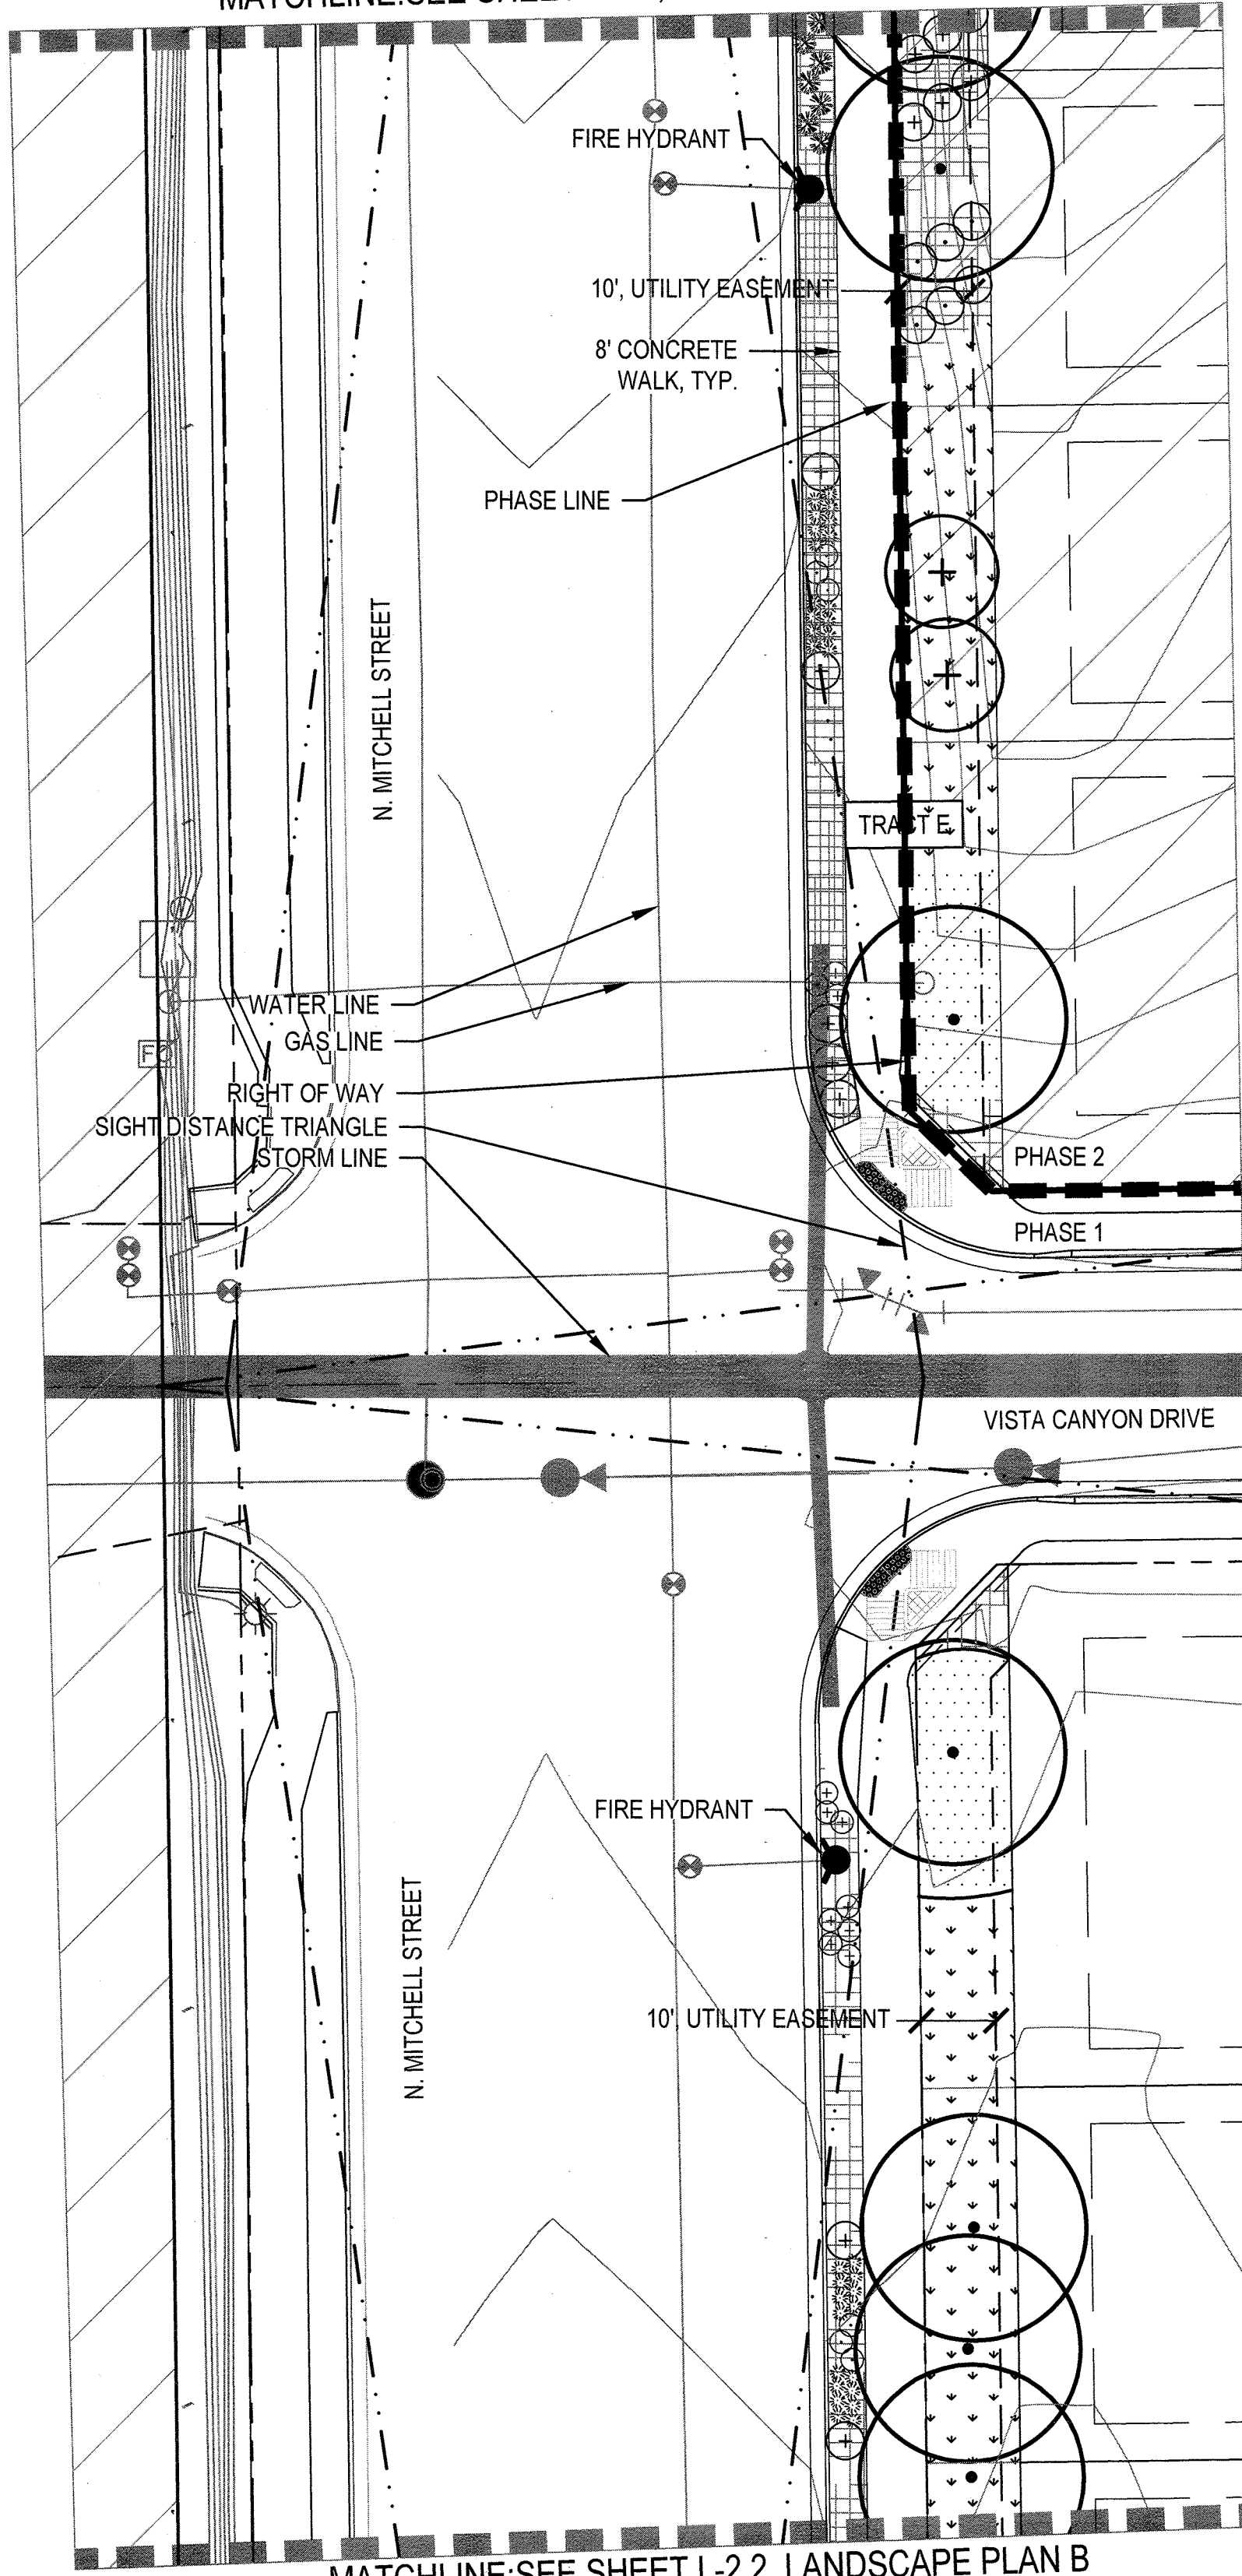 MATCHLINE:SEE
FIRE HYDRANT
10', UTILITY EASEMENT
8' CONCRETE
WALK, TYP.
PHASE LINE
N. MITCHELL STREET
TRACT E
WATER LINE
GAS LINE
RIGHT OF WAY
SIGHT DISTANCE TRIANGLE
STORM LINE
PHASE 2
PHASE 1
VISTA CANYON DRIVE
FIRE HYDRANT
N. MITCHELL STREET
10', UTILITY EASEMENT
MATCHLINE:SEE SHEET L-2.2, LANDSCAPE PLAN B